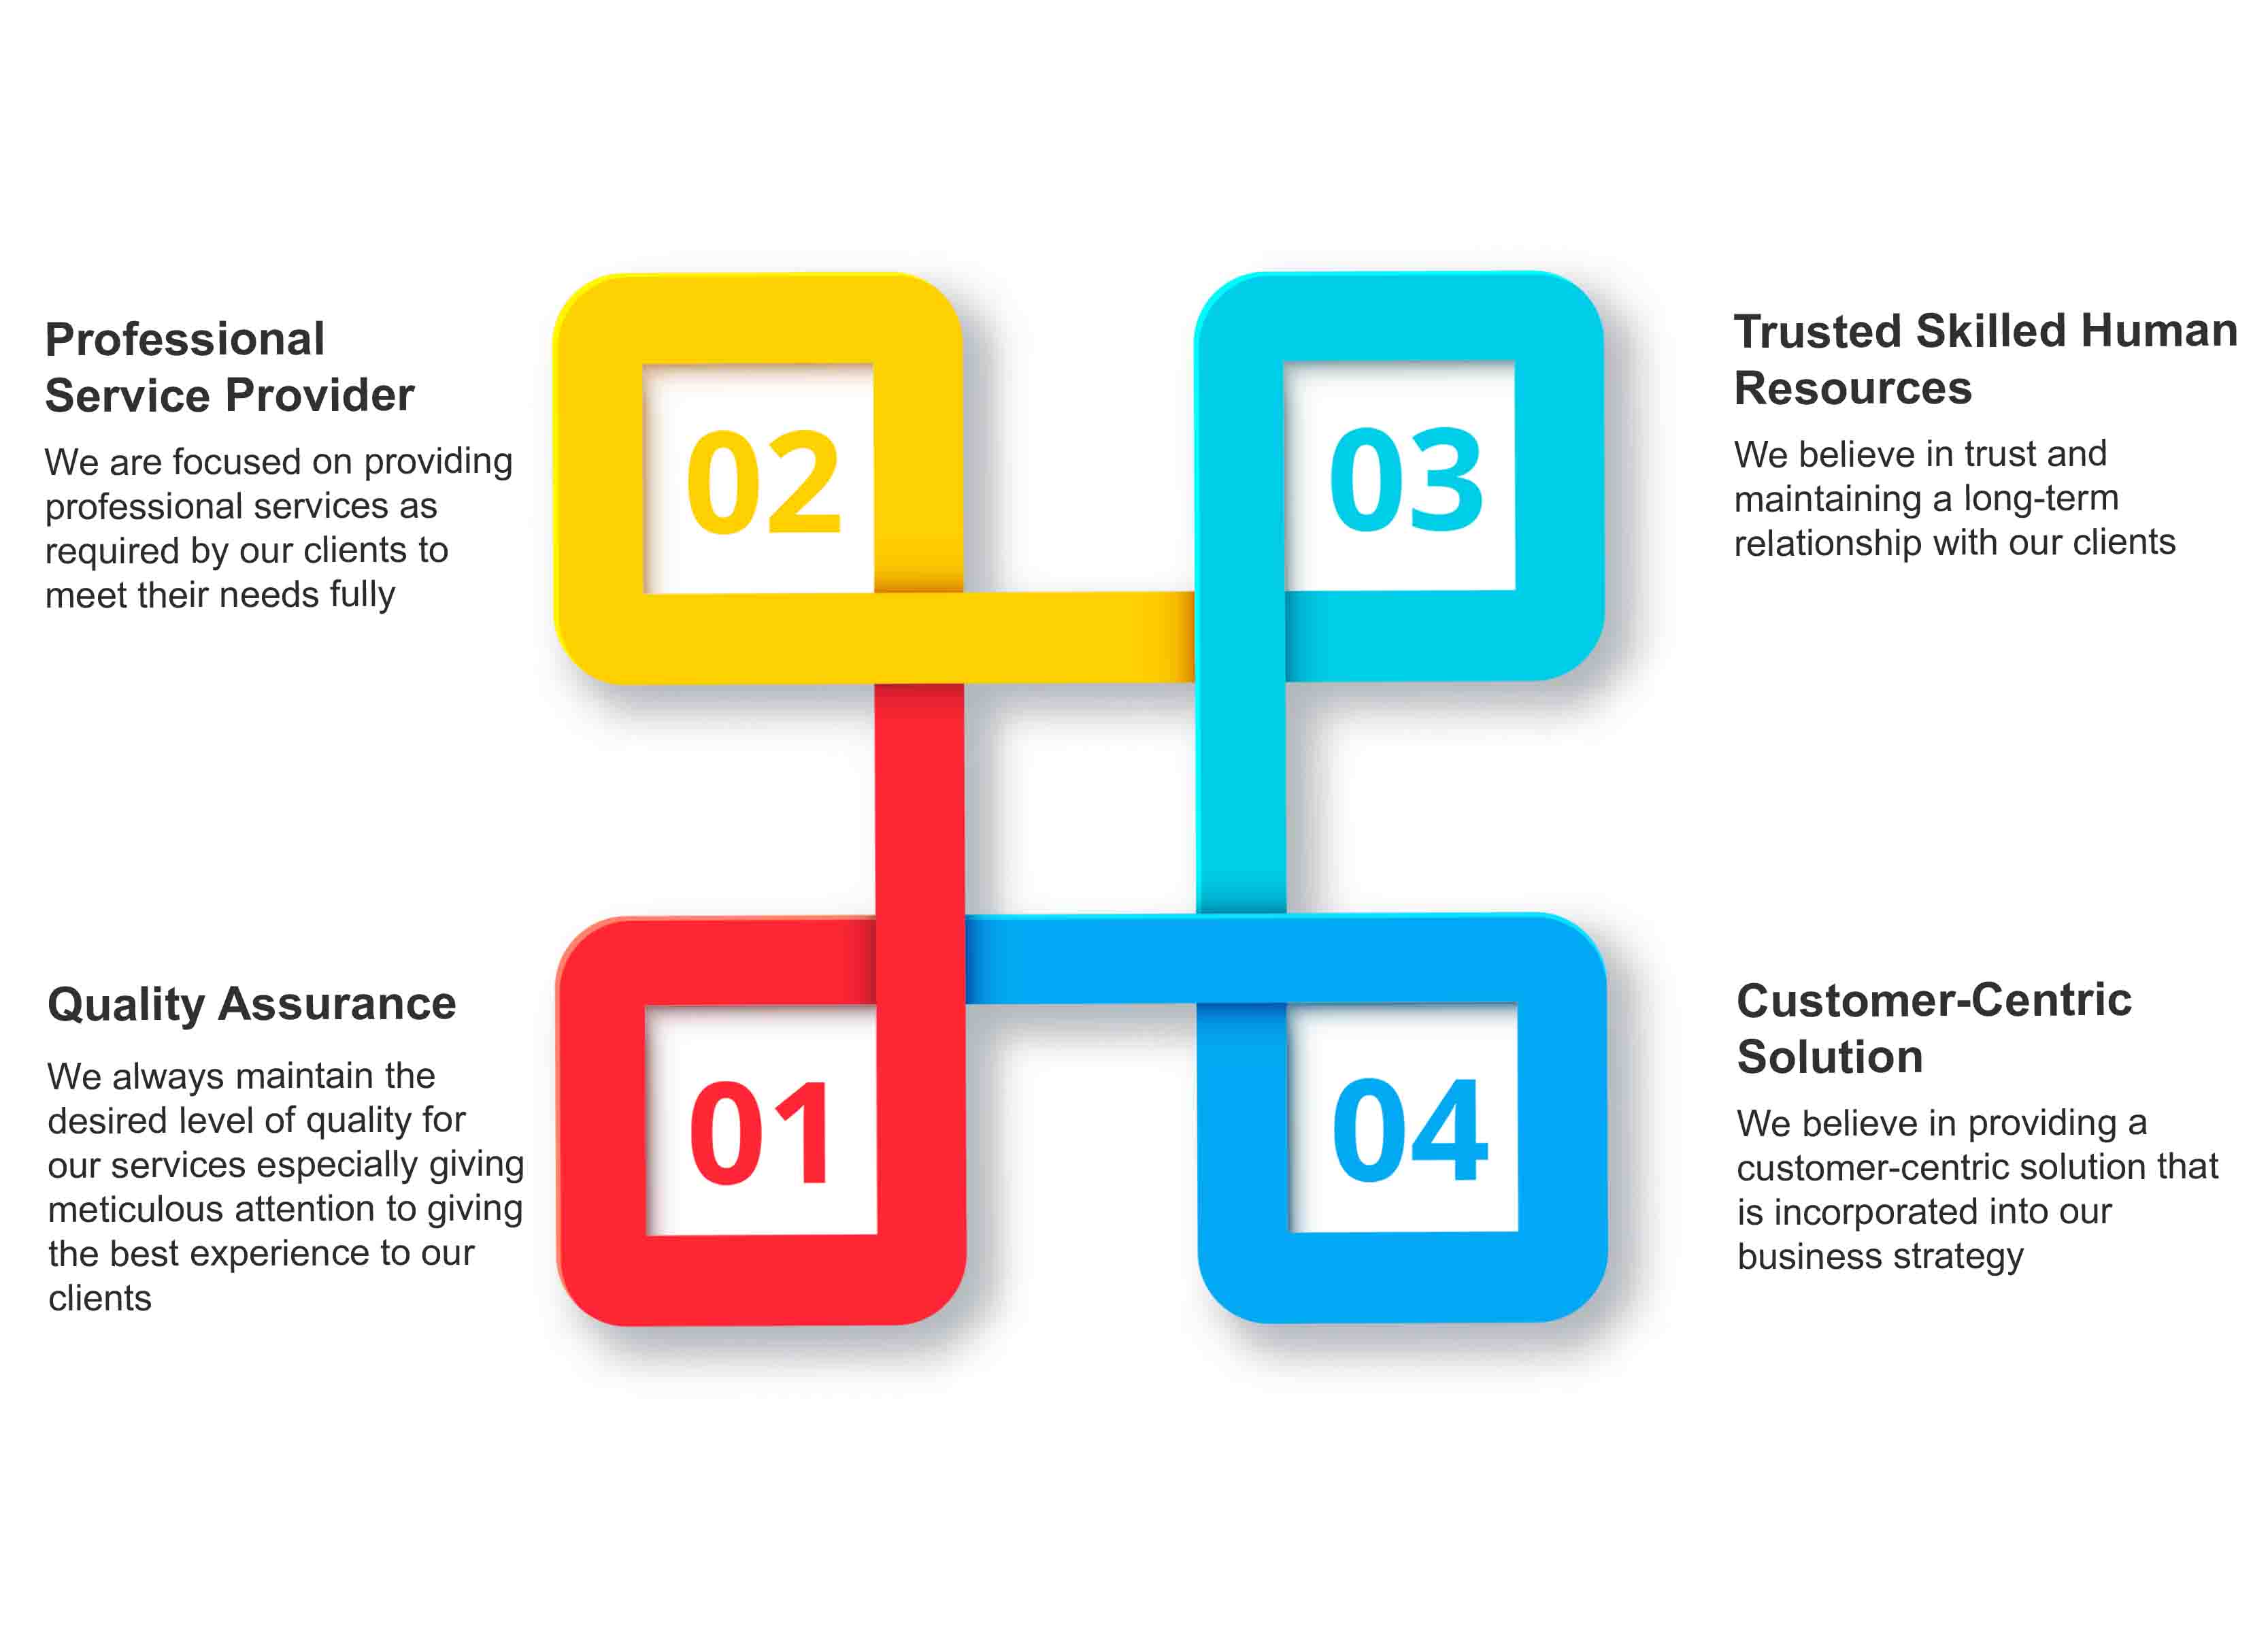 Professional
Service Provider
We are focused on providing
professional services as
required by our clients to
meet their needs fully
02
03
Trusted Skilled Human
Resources
We believe in trust and
maintaining a long-term
relationship with our clients
Quality Assurance
We always maintain the
desired level of quality for
our services especially giving
meticulous attention to giving
the best experience to our
clients
01
04
Customer-Centric
Solution
We believe in providing a
customer-centric solution that
is incorporated into our
business strategy